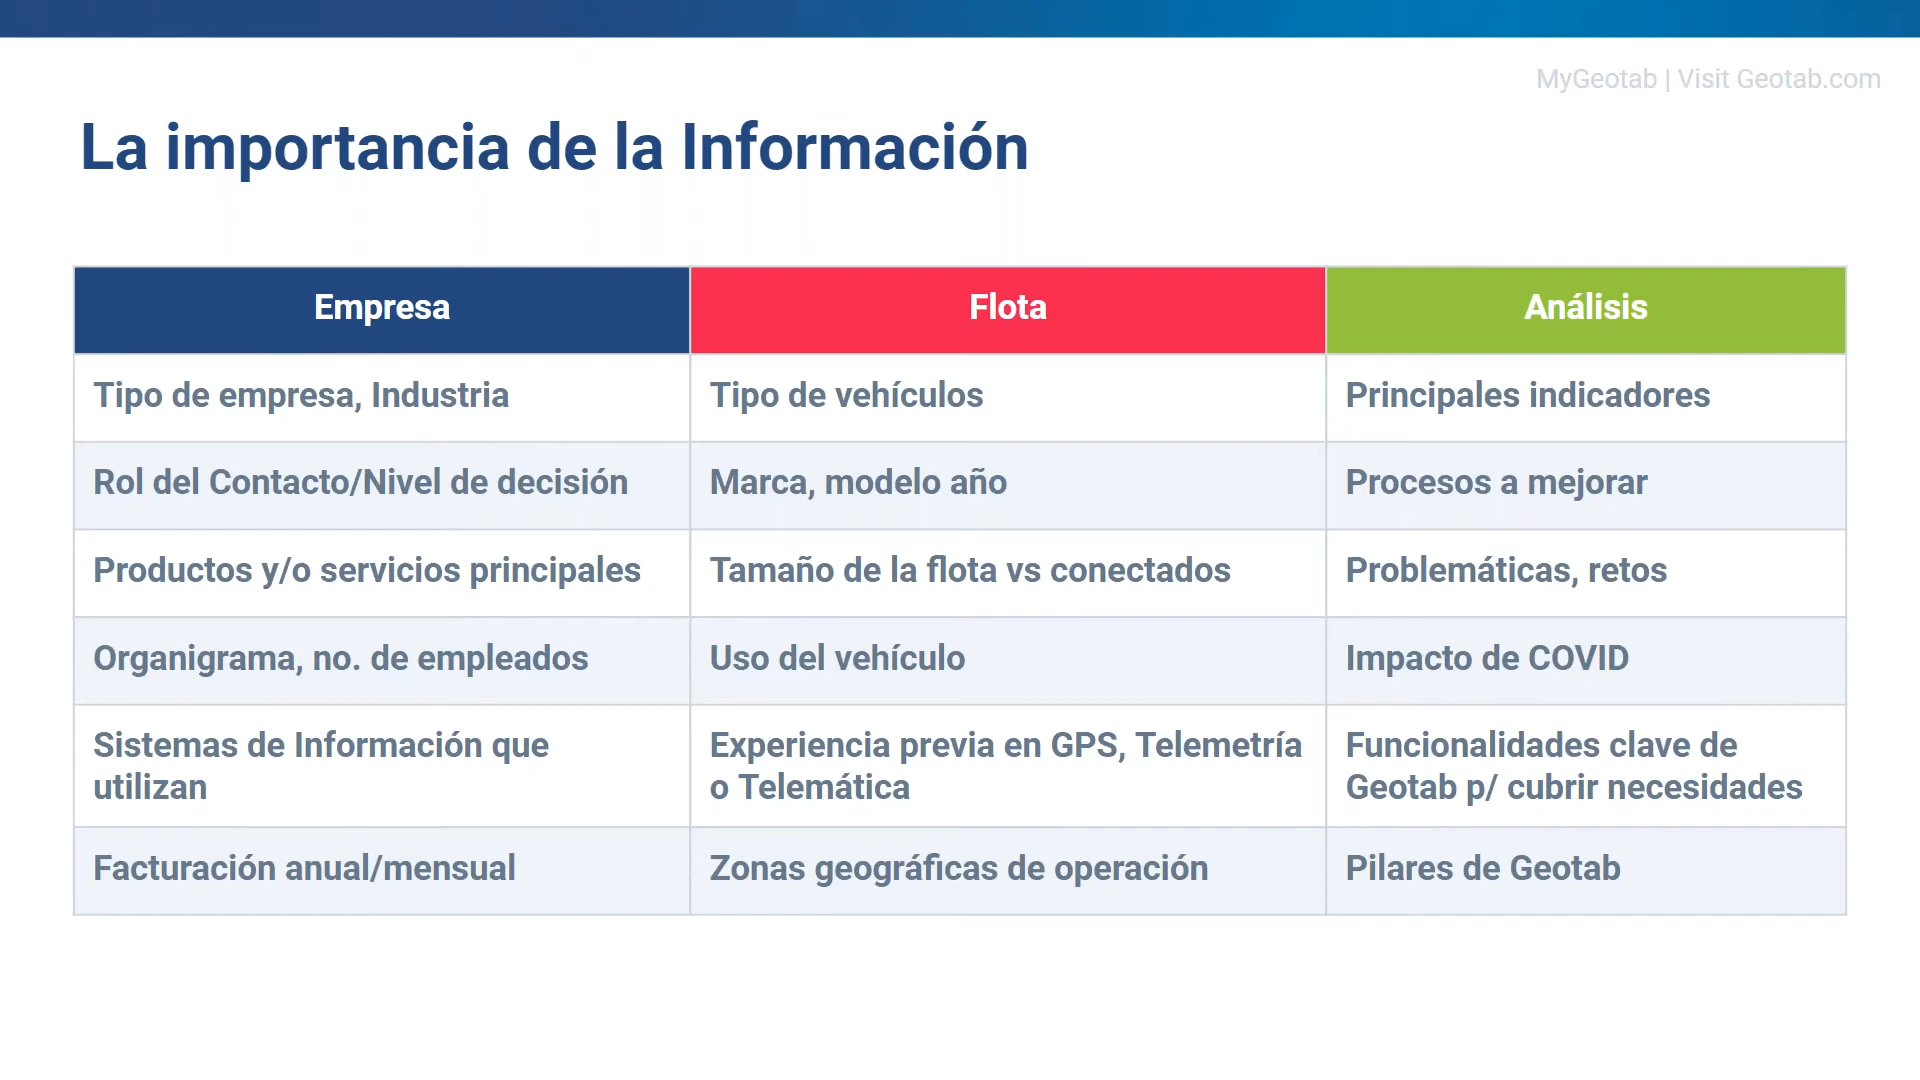 MyGeotab | Visit Geotab.com
La importancia de la Información
Empresa
Flota
Análisis
Tipo de empresa, Industria
Tipo de vehículos
Principales indicadores
Rol del Contacto/Nivel de decisión
Marca, modelo año
Procesos a mejorar
Productos y/o servicios principales
Tamaño de la flota vs conectados
Problemáticas, retos
Organigrama, no. de empleados
Uso del vehículo
Impacto de COVID
Sistemas de Información que
utilizan
Experiencia previa en GPS, Telemetría
o Telemática
Funcionalidades clave de
Geotab p/ cubrir necesidades
Facturación anual/mensual
Zonas geográficas de operación
Pilares de Geotab